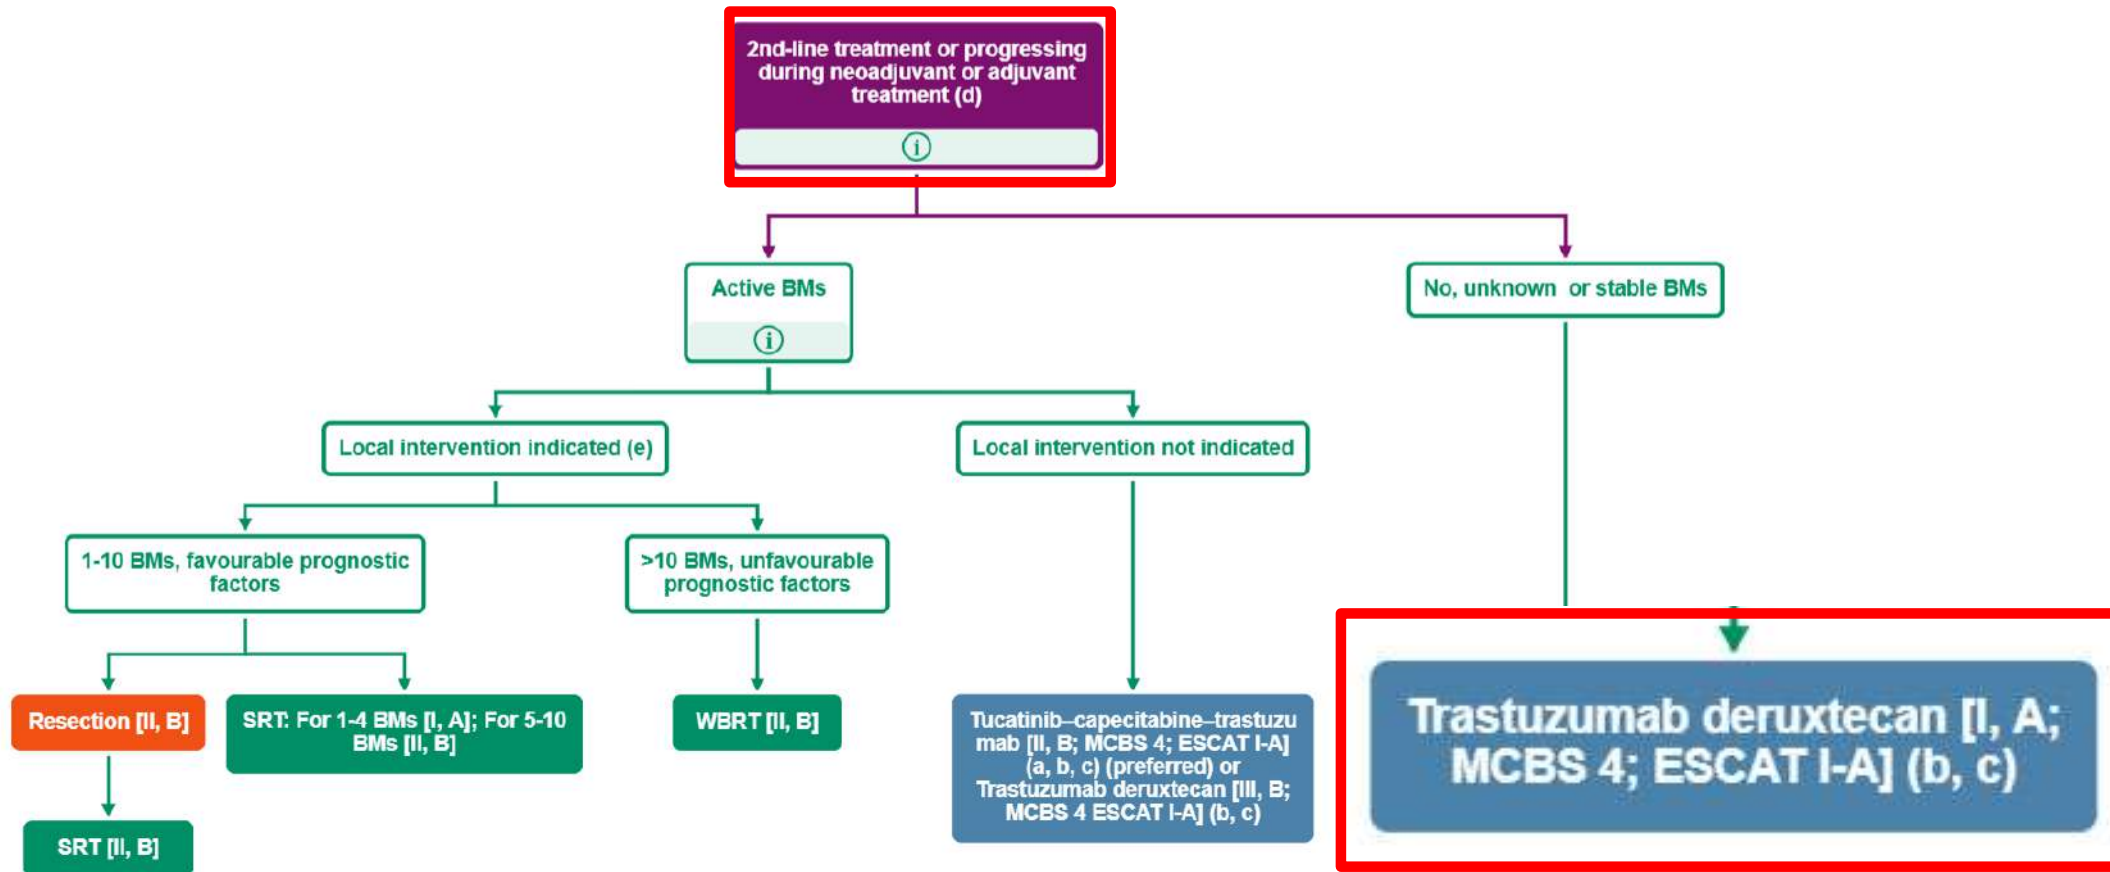 2nd-line treatment or progressing
during neoadjuvant or adjuvant
treatment (d)
i
Active BMs
i
No, unknown or stable BMs
Local intervention indicated (e)
Local intervention not indicated
1-10 BMs, favourable prognostic
factors
>10 BMs, unfavourable
prognostic factors
Resection [II, B]
SRT: For 1-4 BMs [I, A]; For 5-10
BMs [II, B]
WBRT [II, B]
Tucatinib–capecitabine–trastuzu
mab [II, B; MCBS 4; ESCAT I-A]
(a, b, c) (preferred) or
Trastuzumab deruxtecan [III, B;
MCBS 4 ESCAT I-A] (b, c)
Trastuzumab deruxtecan [I, A;
MCBS 4; ESCAT I-A] (b, c)
SRT [II, B]